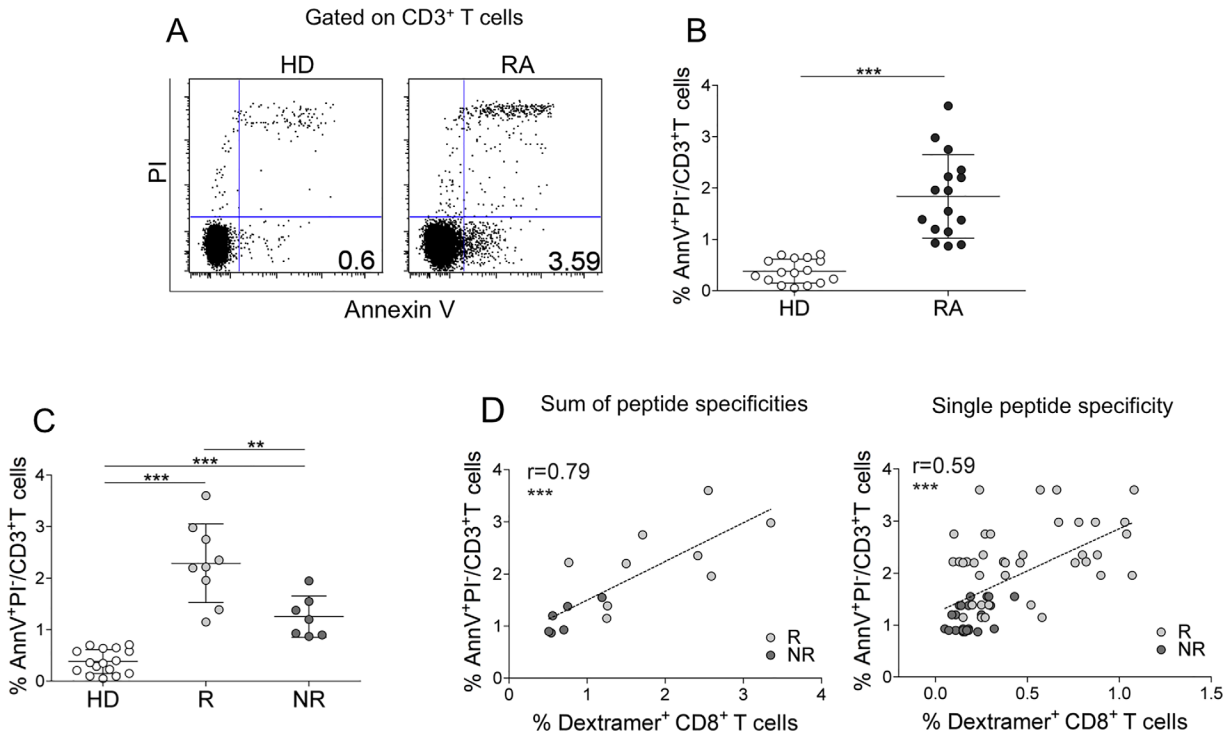 A
Gated on CD3⁺ T cells
HD
RA
PI
0.6
3.59
Annexin V
B
% AnnV⁺PI⁻/CD3⁺T cells
***
4
3
2
1
0
HD
RA
C
% AnnV⁺PI⁻/CD3⁺T cells
**
***
***
4
3
2
1
0
HD
R
NR
D
Sum of peptide specificities
% AnnV⁺PI⁻/CD3⁺T cells
r=0.79
***
4
3
2
1
0
R
NR
0
1
2
3
4
% Dextramer⁺ CD8⁺ T cells
Single peptide specificity
% AnnV⁺PI⁻/CD3⁺T cells
r=0.59
***
4
3
2
1
0
R
NR
0.0
0.5
1.0
1.5
% Dextramer⁺ CD8⁺ T cells